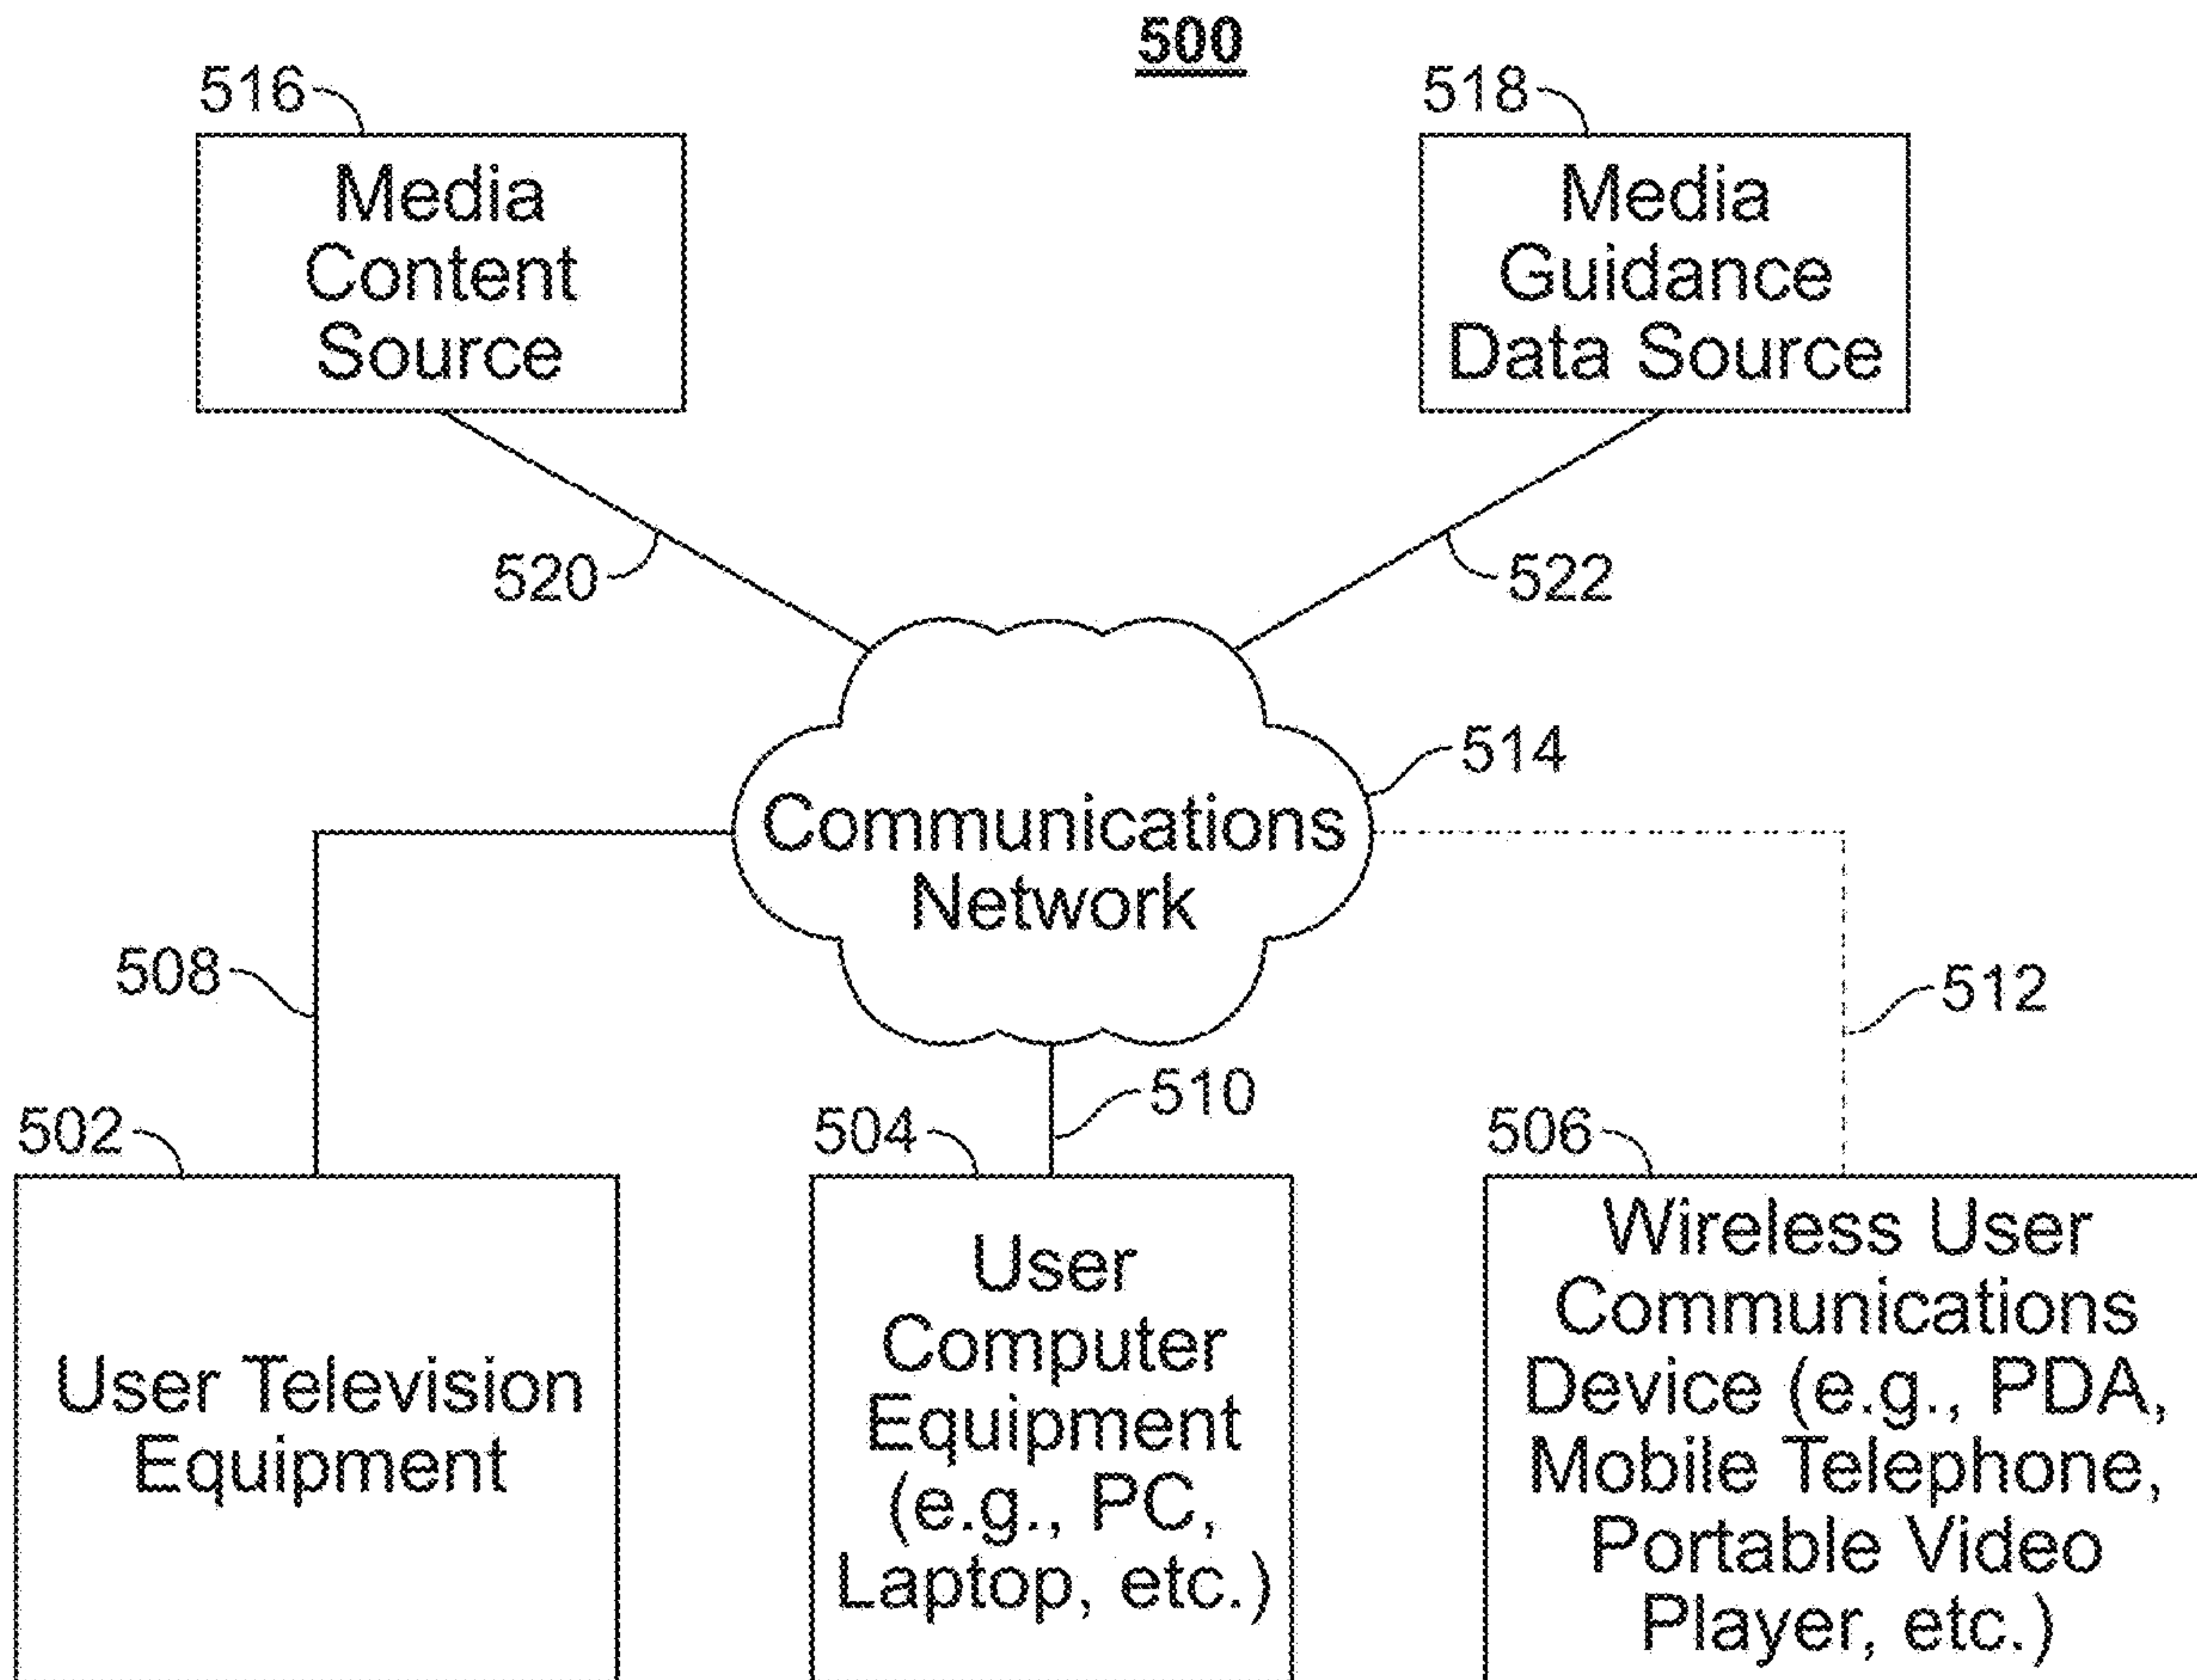 500
516
518
Media
Content
Source
Media
Guidance
Data Source
520
522
514
Communications
Network
508
512
510
502
504
506
User Television
Equipment
User
Computer
Equipment
(e.g., PC,
Laptop, etc.)
Wireless User
Communications
Device (e.g., PDA,
Mobile Telephone,
Portable Video
Player, etc.)